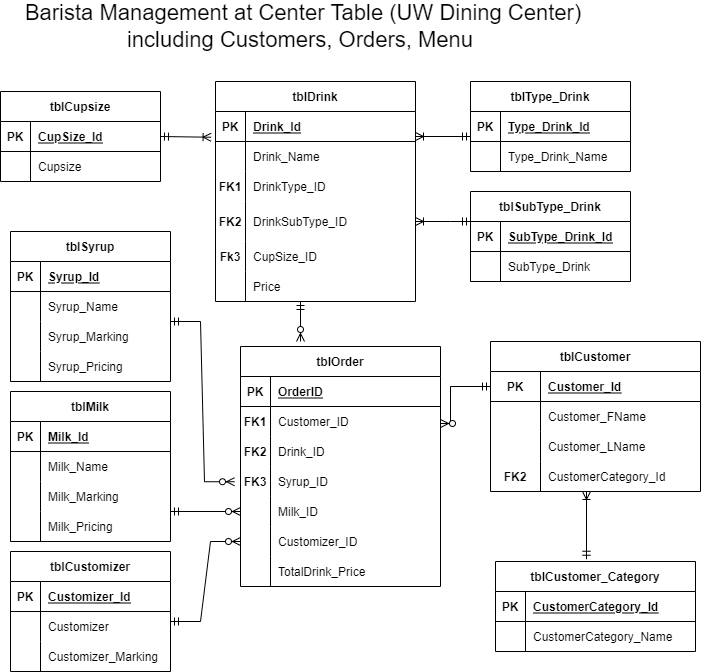 Barista Management at Center Table (UW Dining Center)
including Customers, Orders, Menu
tblCupsize
PK CupSize_Id
Cupsize
tblDrink
PK Drink_Id
Drink_Name
FK1 DrinkType_ID
FK2 DrinkSubType_ID
Fk3 CupSize_ID
Price
tblType_Drink
PK Type_Drink_Id
Type_Drink_Name
tblSubType_Drink
PK SubType_Drink_Id
SubType_Drink
tblSyrup
PK Syrup_Id
Syrup_Name
Syrup_Marking
Syrup_Pricing
tblMilk
PK Milk_Id
Milk_Name
Milk_Marking
Milk_Pricing
tblCustomizer
PK Customizer_Id
Customizer
Customizer_Marking
tblOrder
PK OrderID
FK1 Customer_ID
FK2 Drink_ID
FK3 Syrup_ID
Milk_ID
Customizer_ID
TotalDrink_Price
tblCustomer
PK Customer_Id
Customer_FName
Customer_LName
FK2 CustomerCategory_Id
tblCustomer_Category
PK CustomerCategory_Id
CustomerCategory_Name